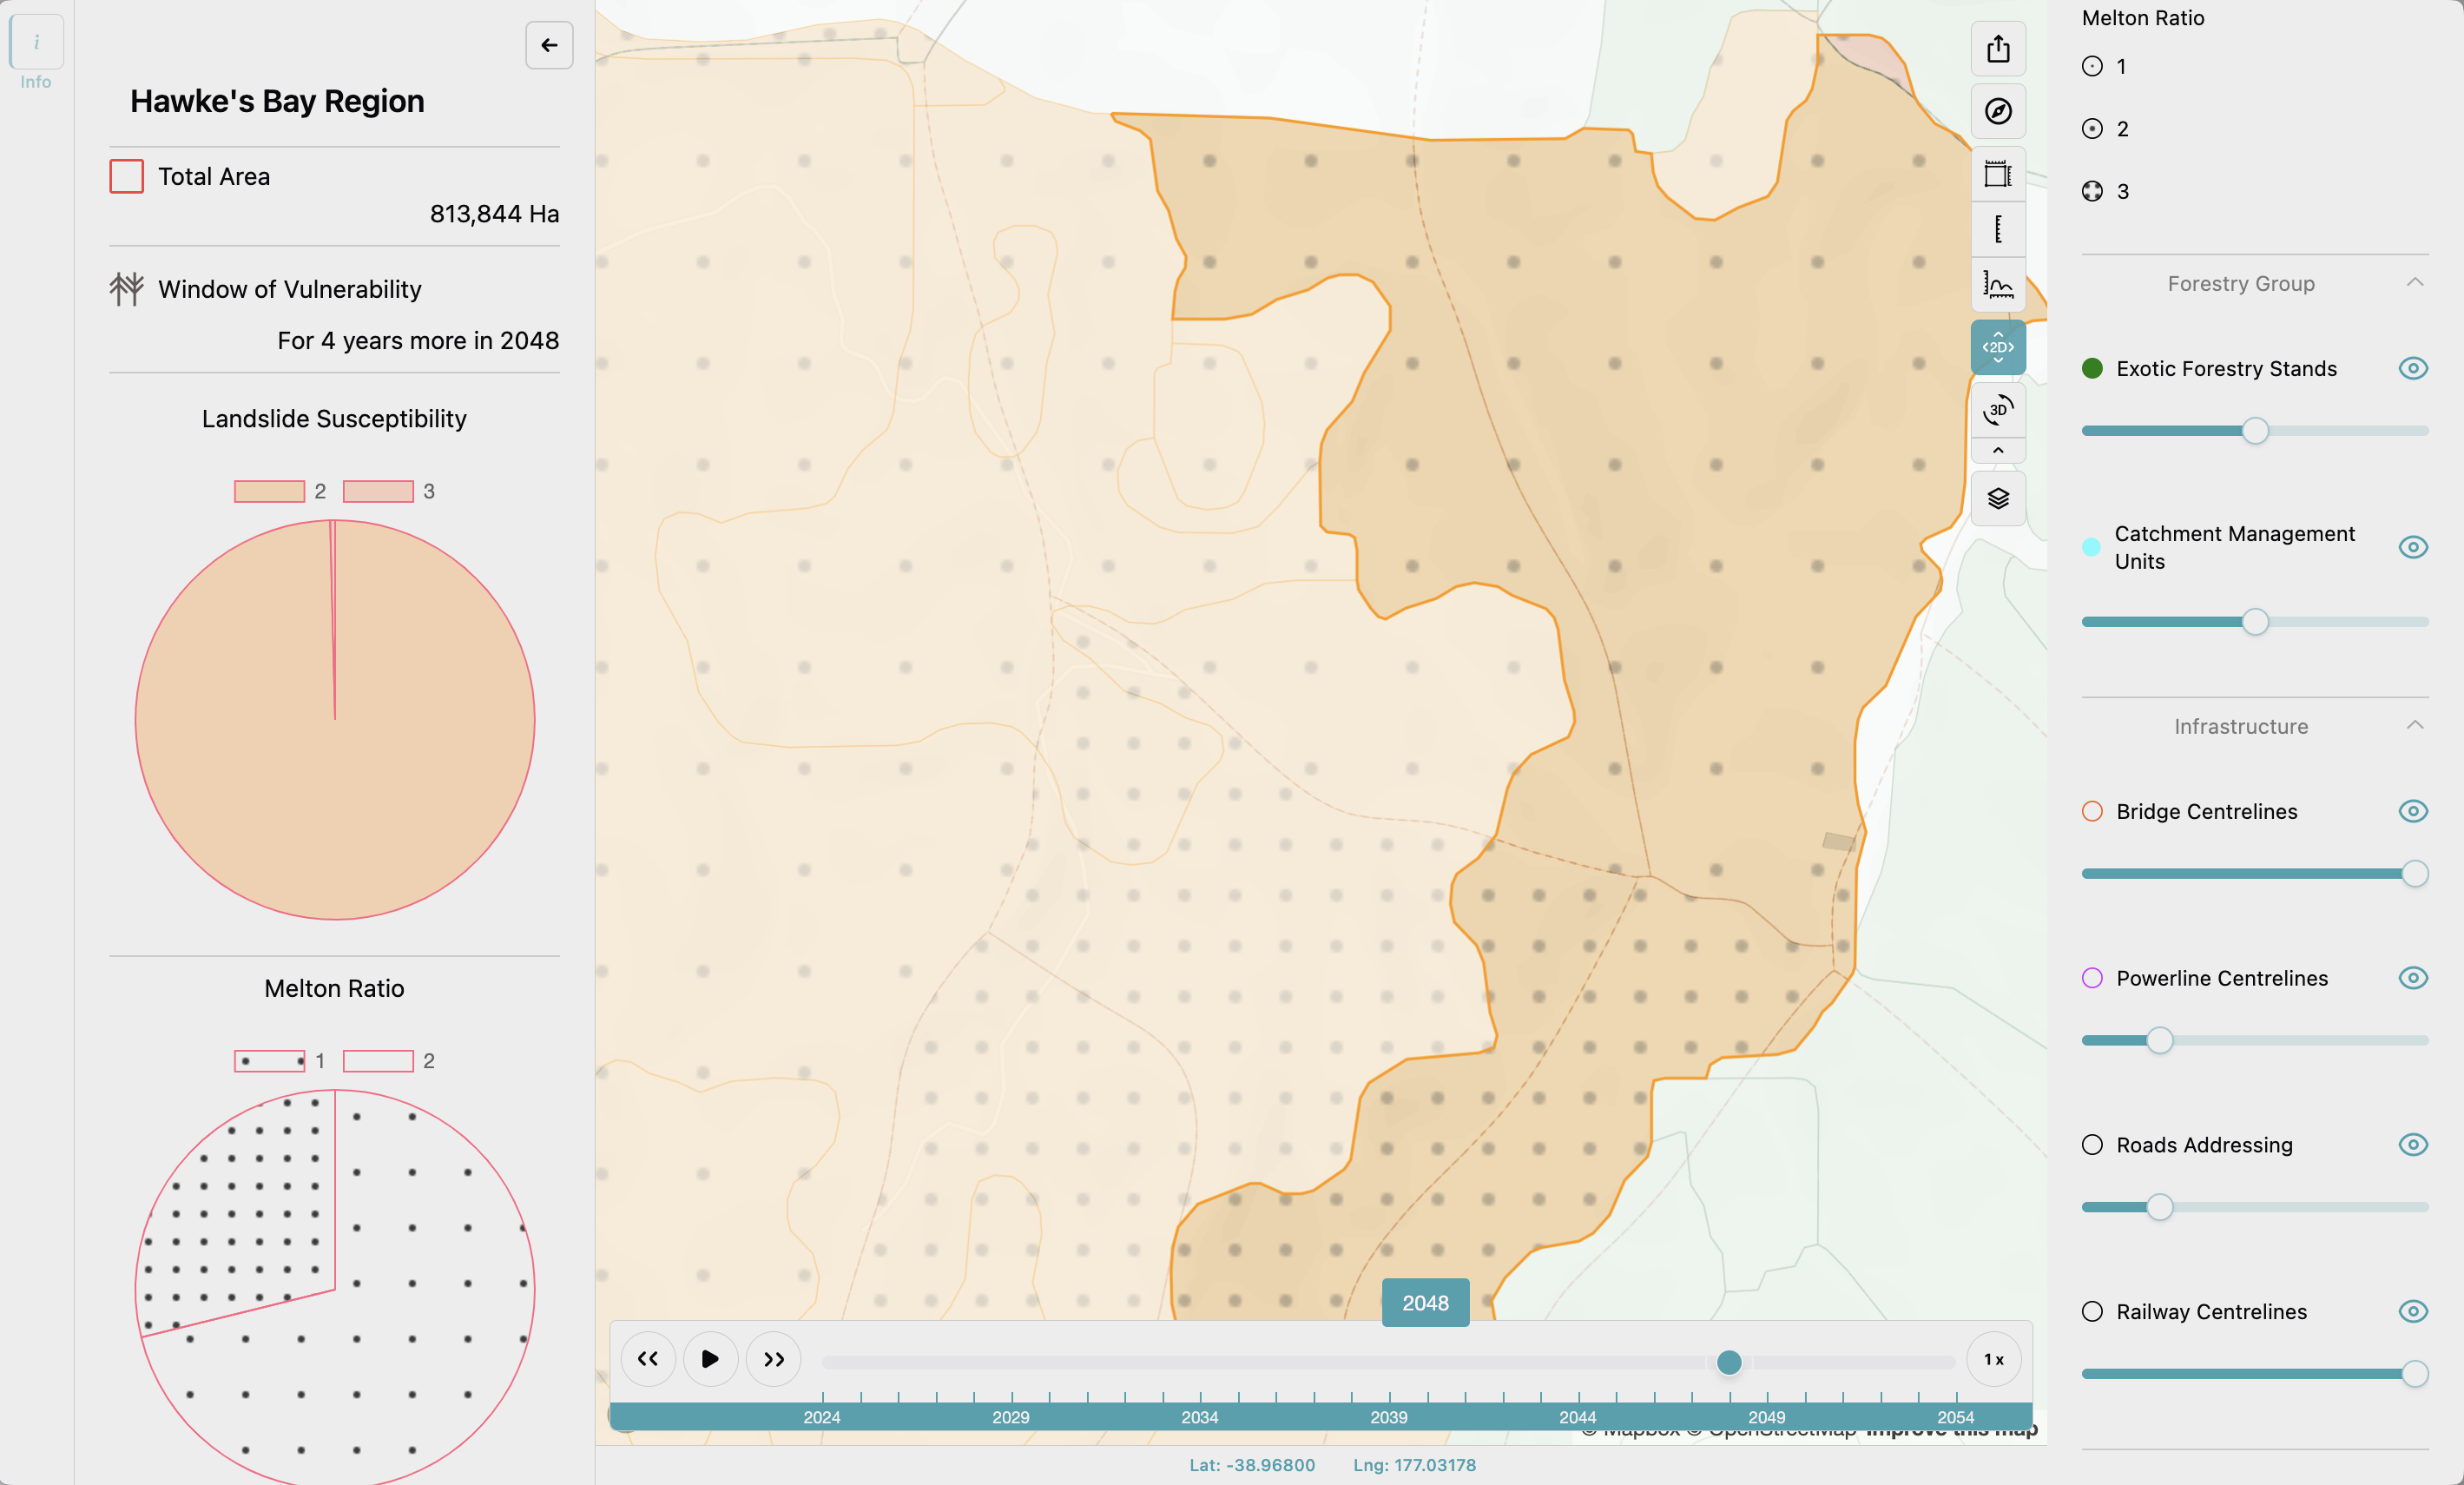 i
Info
Hawke's Bay Region
Total Area
813,844 Ha
Window of Vulnerability
For 4 years more in 2048
Landslide Susceptibility
2
3
Melton Ratio
1
2
<2D>
3D
2048
1 x
2024
2029
2034
2039
2044
2049
2054
© Mapbox © OpenStreetMap Improve this map
Lat: -38.96800
Lng: 177.03178
Melton Ratio
1
2
3
Forestry Group
Exotic Forestry Stands
Catchment Management
Units
Infrastructure
Bridge Centrelines
Powerline Centrelines
Roads Addressing
Railway Centrelines